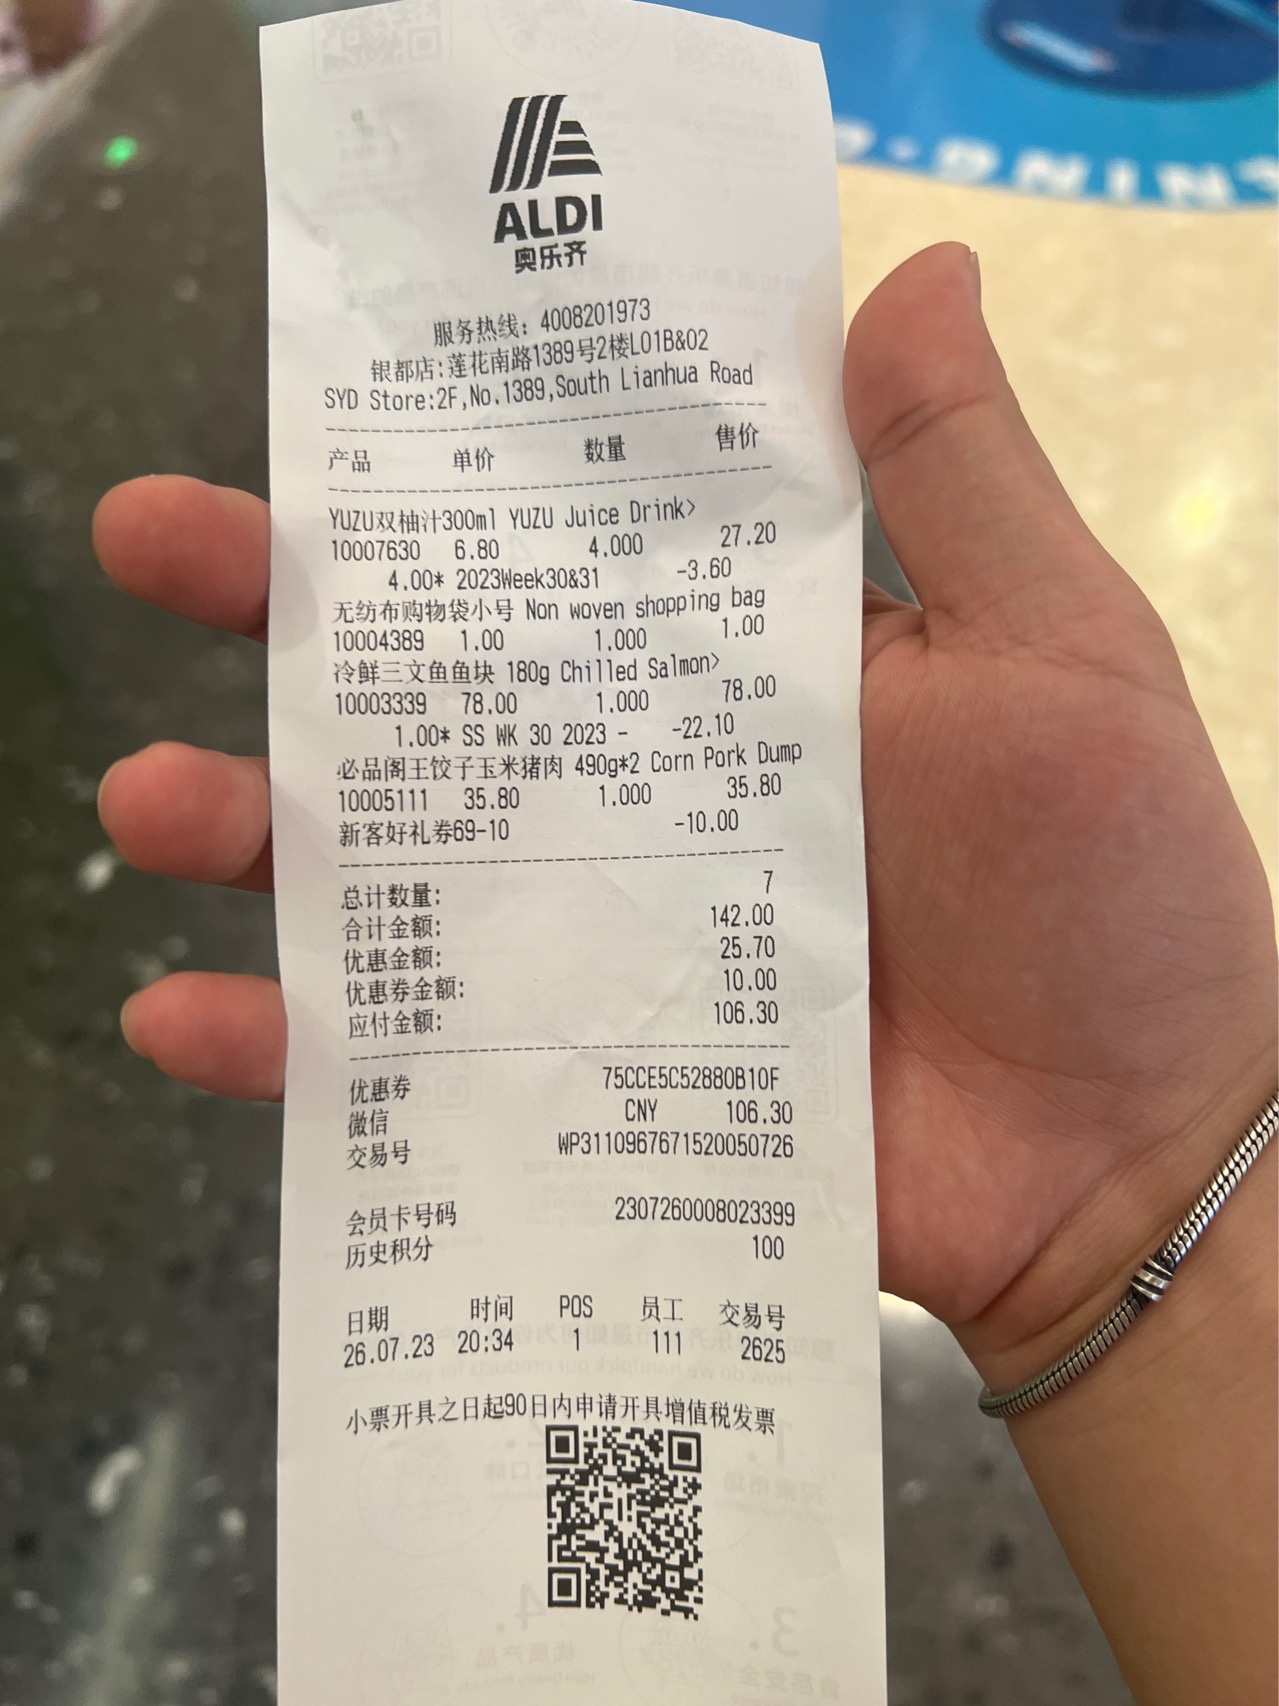 ALDI
奥乐齐
服务热线: 4008201973
银都店:莲花南路1389号2楼L01B&02
SYD Store:2F,No.1389,South Lianhua Road
产品 单价 数量 售价
YUZU双柚汁300ml YUZU Juice Drink>
10007630 6.80 4.000 27.20
4.00* 2023Week30&31 -3.60
无纺布购物袋小号 Non woven shopping bag
10004389 1.00 1.000 1.00
冷鲜三文鱼鱼块 180g Chilled Salmon>
10003339 78.00 1.000 78.00
1.00* SS WK 30 2023 - -22.10
必品阁王饺子玉米猪肉 490g*2 Corn Pork Dump
10005111 35.80 1.000 35.80
新客好礼券69-10 -10.00
总计数量: 7
合计金额: 142.00
优惠金额: 25.70
优惠券金额: 10.00
应付金额: 106.30
优惠券 75CCE5C52880B10F
微信 CNY 106.30
交易号 WP3110967671520050726
会员卡号码 2307260008023399
历史积分 100
日期 时间 POS 员工 交易号
26.07.23 20:34 1 111 2625
小票开具之日起90日内申请开具增值税发票